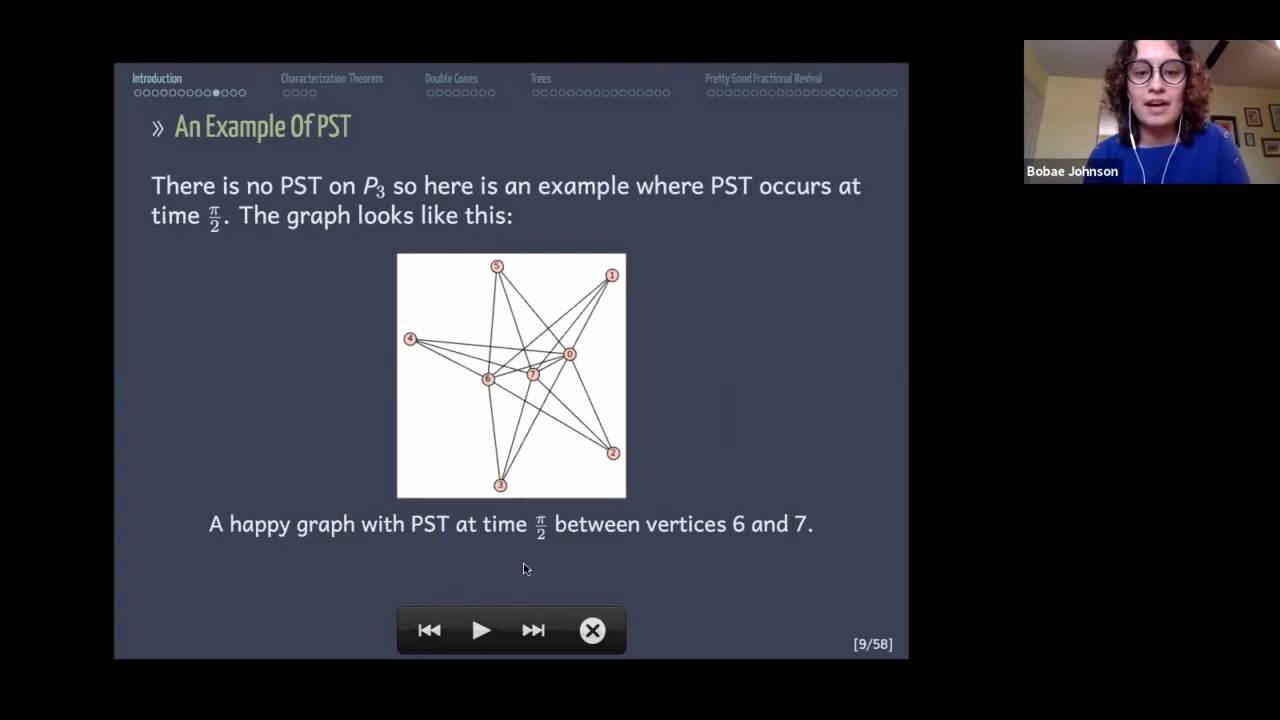 Introduction
Characterization Theorem
Double Cones
Trees
Pretty Good Fractional Revival
» An Example Of PST
There is no PST on P₃ so here is an example where PST occurs at
time π/2. The graph looks like this:
5
1
4
0
6
7
2
3
A happy graph with PST at time π/2 between vertices 6 and 7.
[9/58]
Bobae Johnson